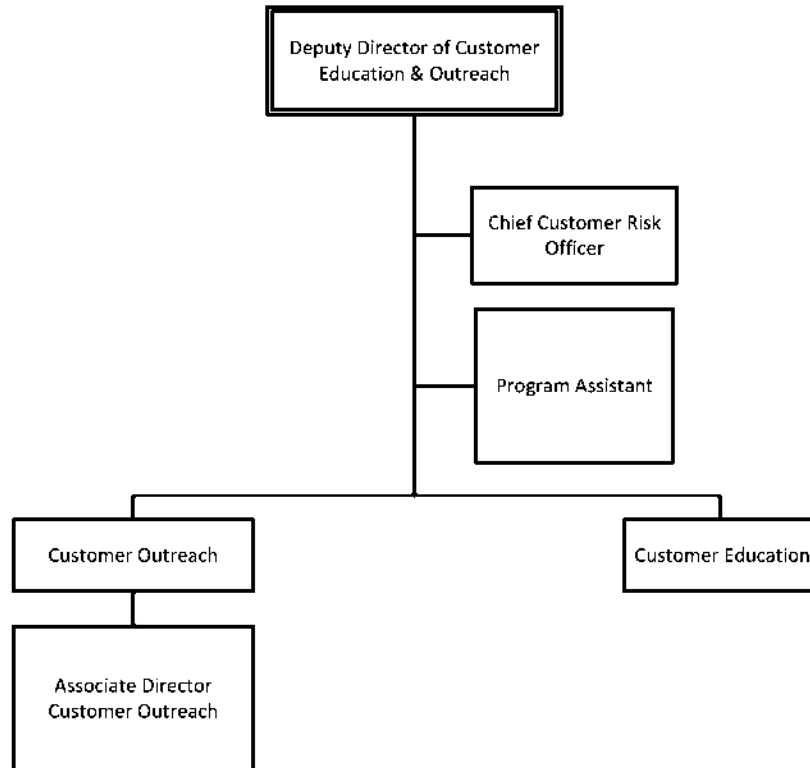 Deputy Director of Customer
Education & Outreach
Chief Customer Risk
Officer
Program Assistant
Customer Outreach
Customer Education
Associate Director
Customer Outreach